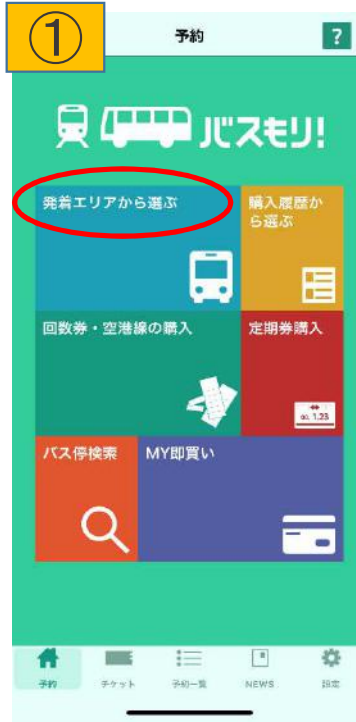 ①
予約
?
バスモリ!
発着エリアから選ぶ
購入履歴か
ら選ぶ
回数券・空港線の購入
定期券購入
00. 1.23
バス停検索
MY即買い
予約
チケット
予約一覧
NEWS
設定